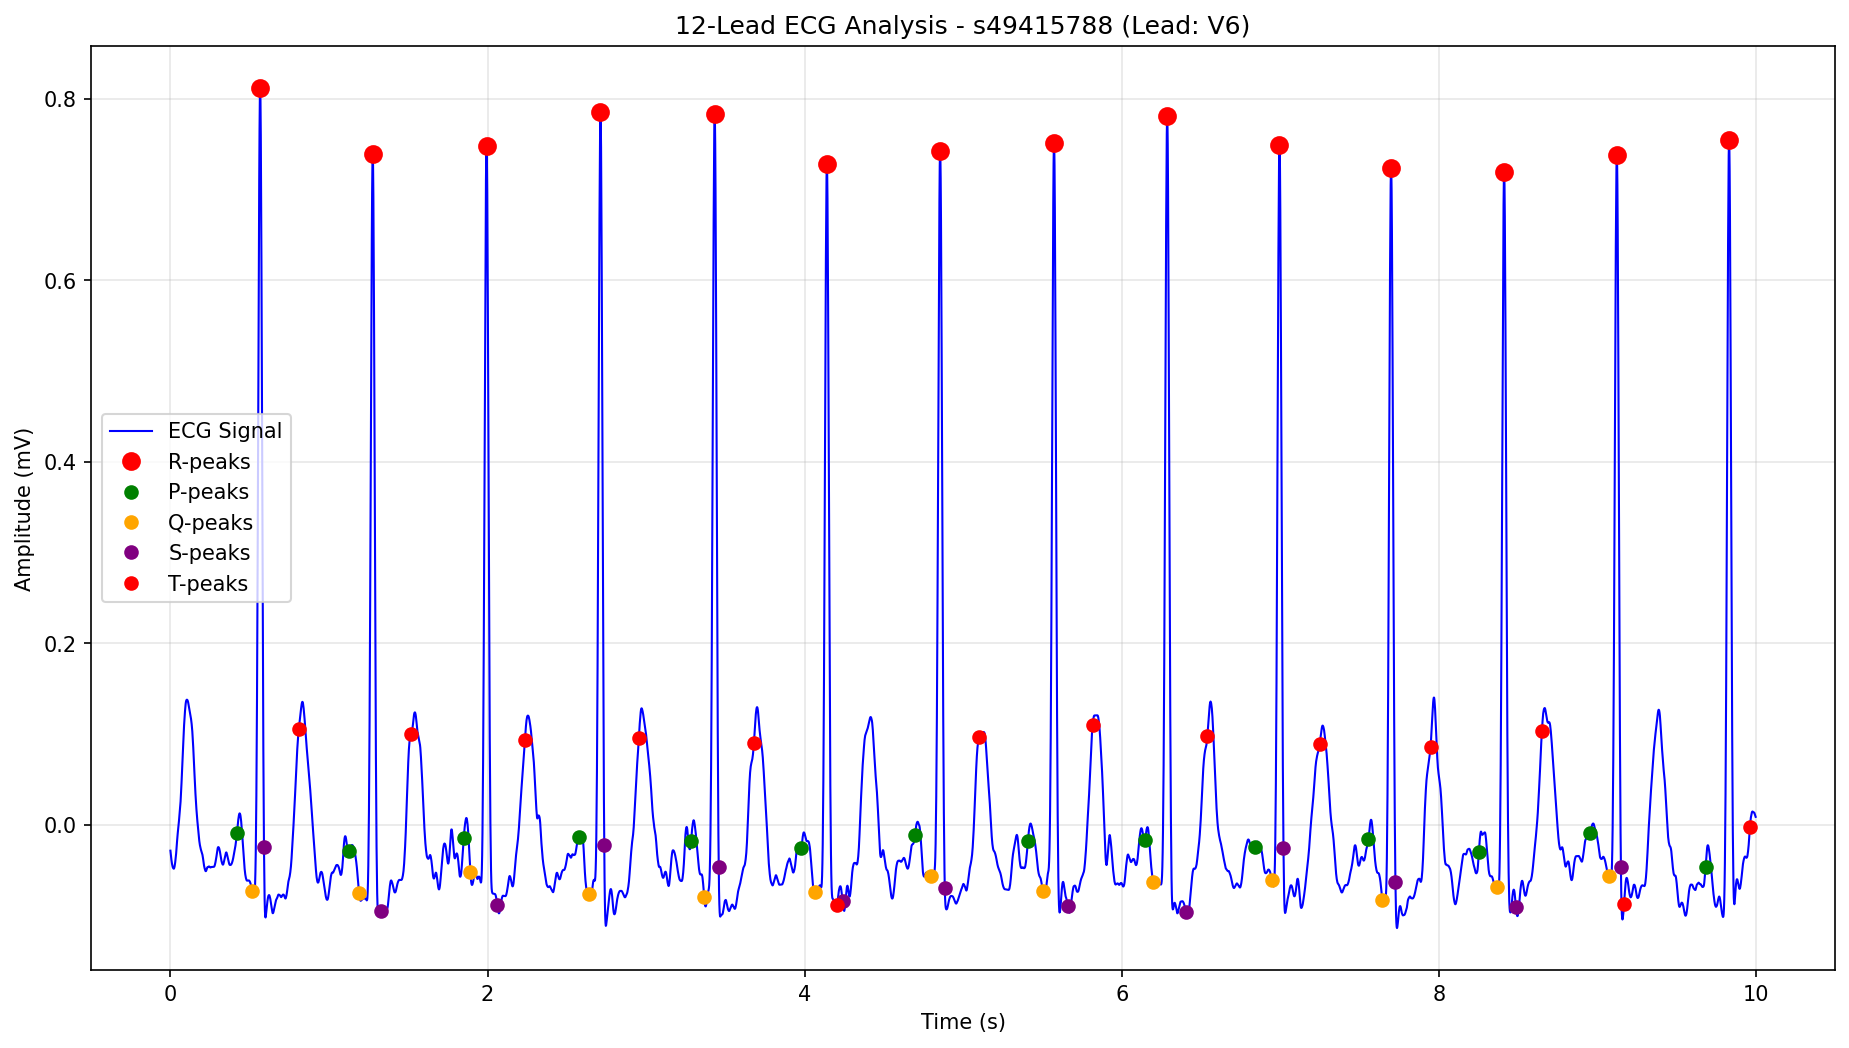 12-Lead ECG Analysis - s49415788 (Lead: V6)
Amplitude (mV)
0.8
0.6
0.4
0.2
0.0
ECG Signal
R-peaks
P-peaks
Q-peaks
S-peaks
T-peaks
0 2 4 6 8 10
Time (s)